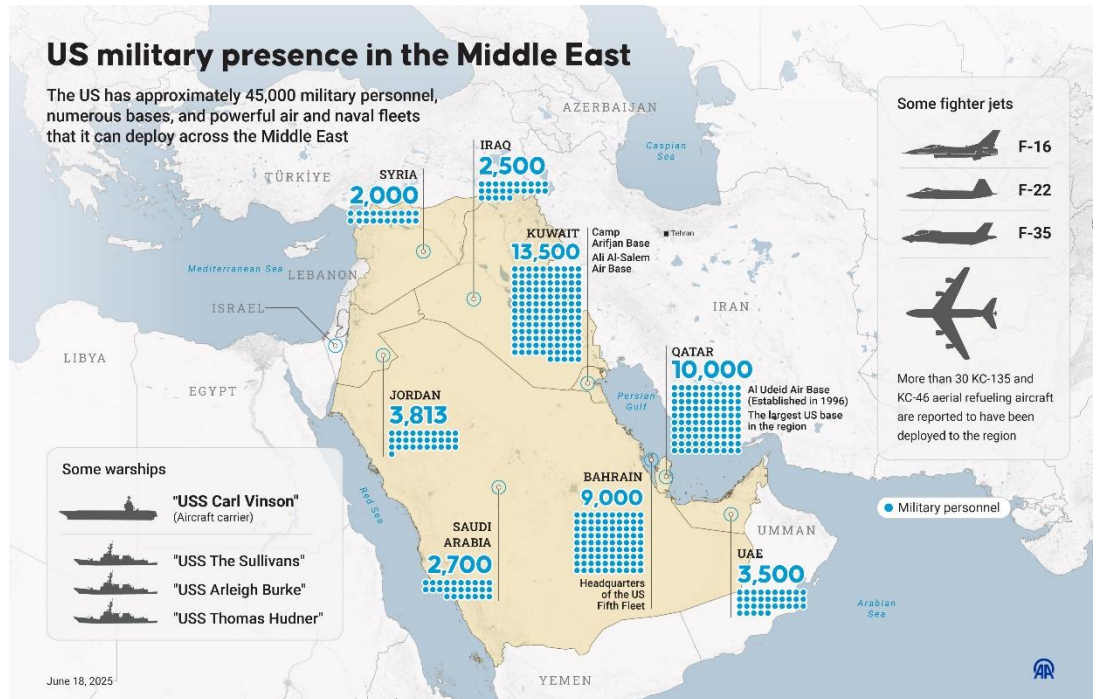 US military presence in the Middle East
The US has approximately 45,000 military personnel,
numerous bases, and powerful air and naval fleets
that it can deploy across the Middle East
AZERBAIJAN
Caspian
Sea
TÜRKİYE
SYRIA
2,000
IRAQ
2,500
KUWAIT
13,500
Camp
Arifjan Base
Ali Al-Salem
Air Base
Tehran
Mediterranean Sea
LEBANON
ISRAEL
IRAN
LIBYA
EGYPT
JORDAN
3,813
Persian
Gulf
QATAR
10,000
Al Udeid Air Base
(Established in 1996)
The largest US base
in the region
BAHRAIN
9,000
Headquarters
of the US
Fifth Fleet
Red Sea
SAUDI
ARABIA
2,700
UAE
3,500
UMMAN
Arabian
Sea
YEMEN
Some fighter jets
F-16
F-22
F-35
More than 30 KC-135 and
KC-46 aerial refueling aircraft
are reported to have been
deployed to the region
Military personnel
Some warships
"USS Carl Vinson"
(Aircraft carrier)
"USS The Sullivans"
"USS Arleigh Burke"
"USS Thomas Hudner"
June 18, 2025
AA